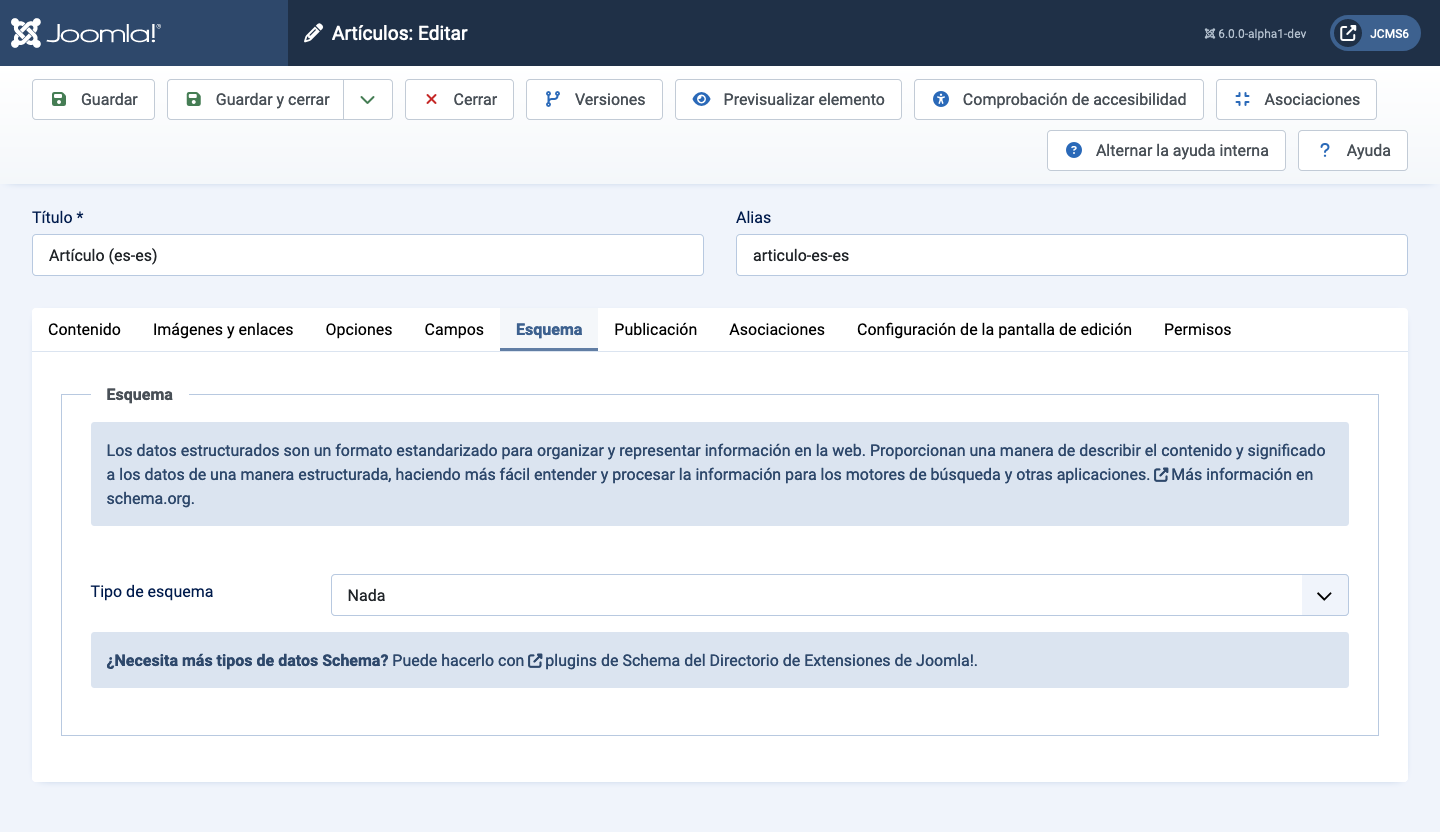 Joomla!®
Artículos: Editar
6.0.0-alpha1-dev
JCMS6
Guardar
Guardar y cerrar
Cerrar
Versiones
Previsualizar elemento
Comprobación de accesibilidad
Asociaciones
Alternar la ayuda interna
Ayuda
Título *
Alias
Artículo (es-es)
articulo-es-es
Contenido
Imágenes y enlaces
Opciones
Campos
Esquema
Publicación
Asociaciones
Configuración de la pantalla de edición
Permisos
Esquema
Los datos estructurados son un formato estandarizado para organizar y representar información en la web. Proporcionan una manera de describir el contenido y significado
a los datos de una manera estructurada, haciendo más fácil entender y procesar la información para los motores de búsqueda y otras aplicaciones. Más información en
schema.org.
Tipo de esquema
Nada
¿Necesita más tipos de datos Schema? Puede hacerlo con plugins de Schema del Directorio de Extensiones de Joomla!.